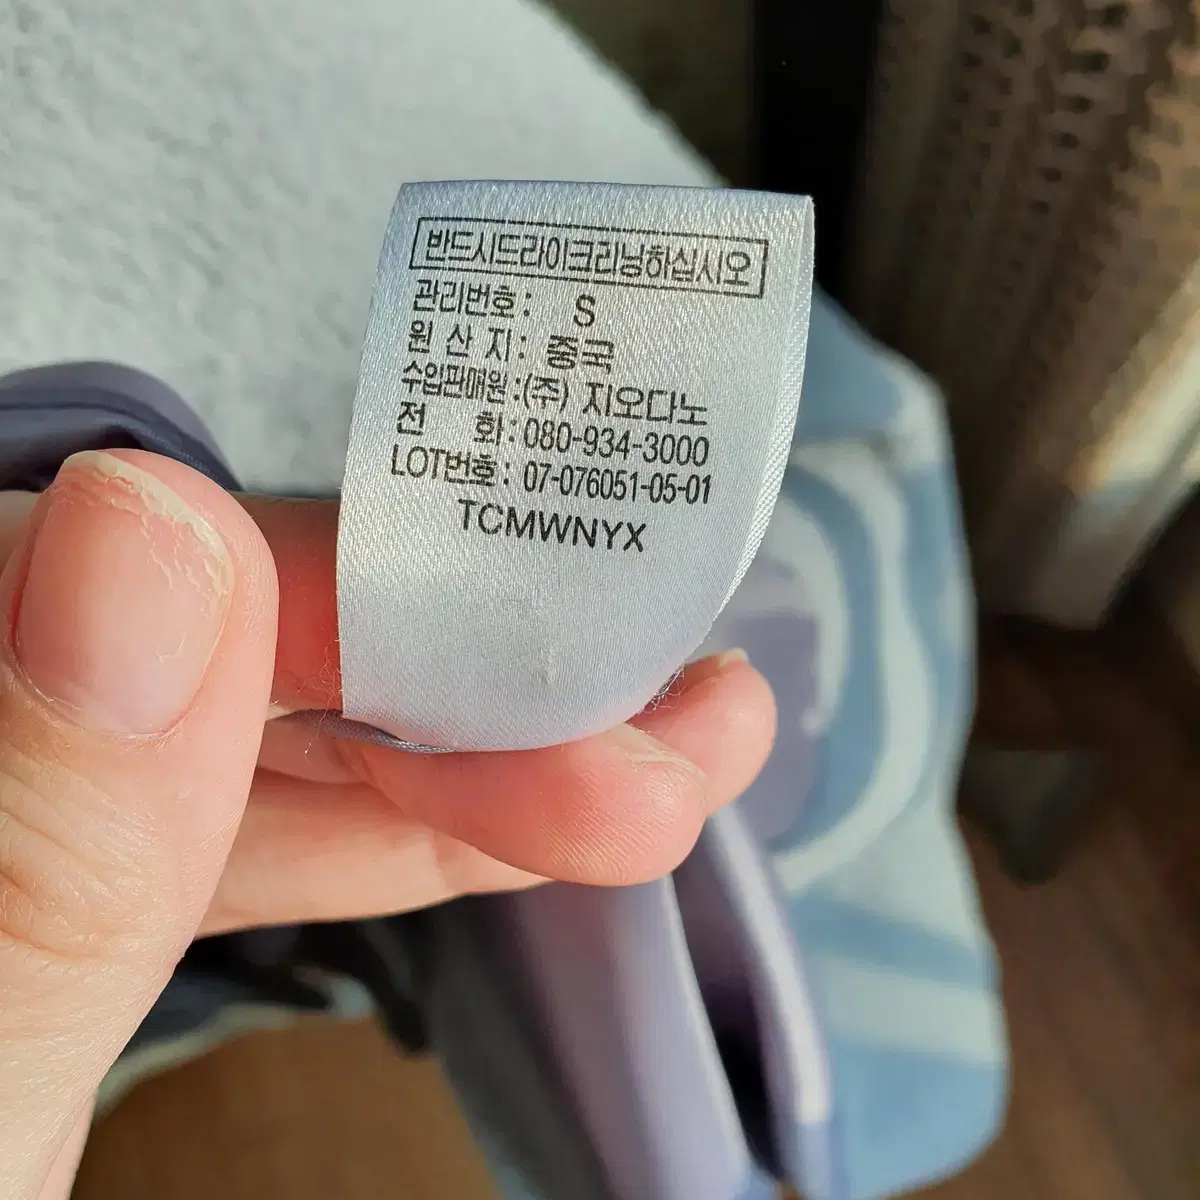 반드시드라이크리닝하십시오
관리번호: S
원산지: 중국
수입판매원:(주) 지오다노
전 화: 080-934-3000
LOT번호: 07-076051-05-01
TCMWNYX